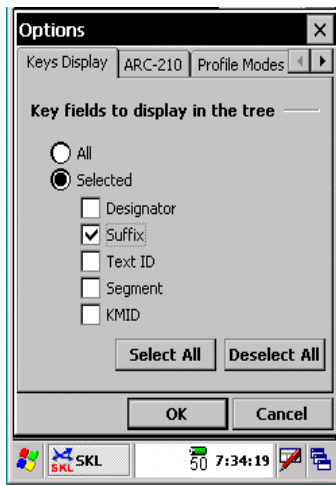 Options
Keys Display ARC-210 Profile Modes
Key fields to display in the tree
All
Selected
Designator
Suffix
Text ID
Segment
KMID
Select All Deselect All
OK Cancel
SKL SKL 50 7:34:19